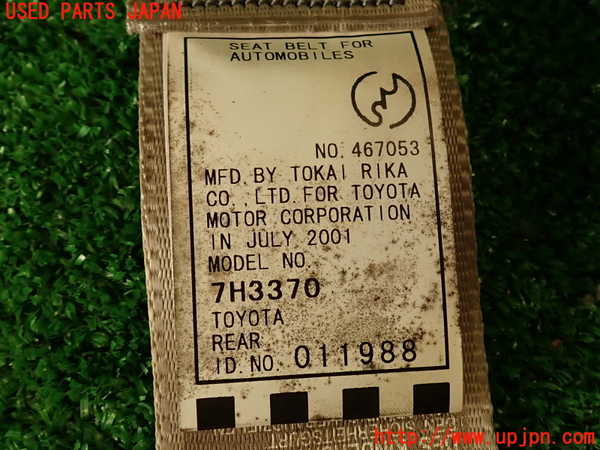 USED PARTS JAPAN
SEAT BELT FOR
AUTOMOBILES
NO. 467053
MFD. BY TOKAI RIKA
CO., LTD. FOR TOYOTA
MOTOR CORPORATION
IN JULY 2001
MODEL NO.
7H3370
TOYOTA
REAR
ID. NO. 011988
http://www.upjpn.com/